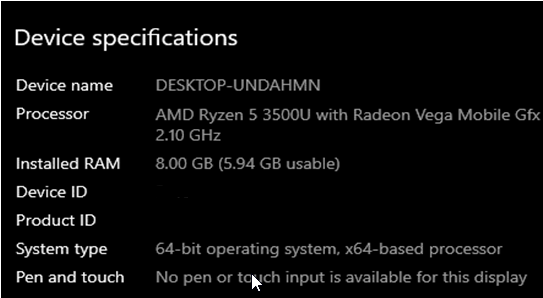 Device specifications
Device name DESKTOP-UNDAHMN
Processor AMD Ryzen 5 3500U with Radeon Vega Mobile Gfx
2.10 GHz
Installed RAM 8.00 GB (5.94 GB usable)
Device ID
Product ID
System type 64-bit operating system, x64-based processor
Pen and touch No pen or touch input is available for this display